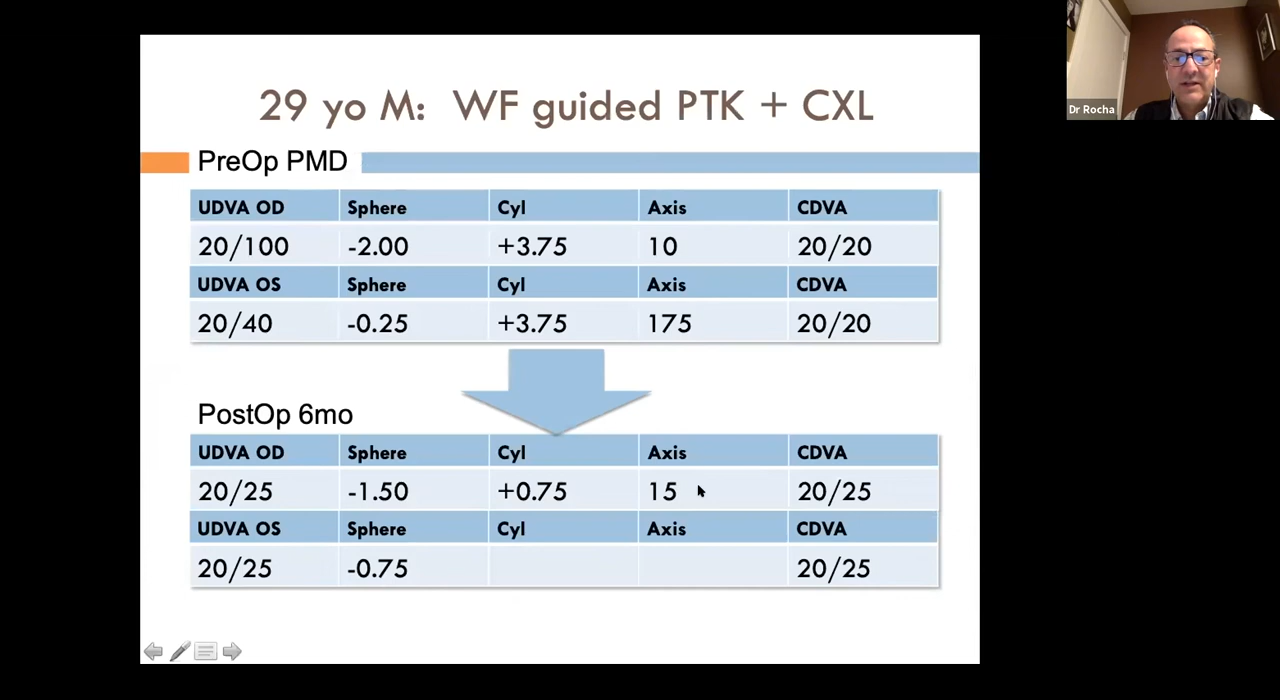 29 yo M: WF guided PTK + CXL
PreOp PMD
UDVA OD Sphere Cyl Axis CDVA
20/100 -2.00 +3.75 10 20/20
UDVA OS Sphere Cyl Axis CDVA
20/40 -0.25 +3.75 175 20/20
PostOp 6mo
UDVA OD Sphere Cyl Axis CDVA
20/25 -1.50 +0.75 15 20/25
UDVA OS Sphere Cyl Axis CDVA
20/25 -0.75 20/25
Dr Rocha